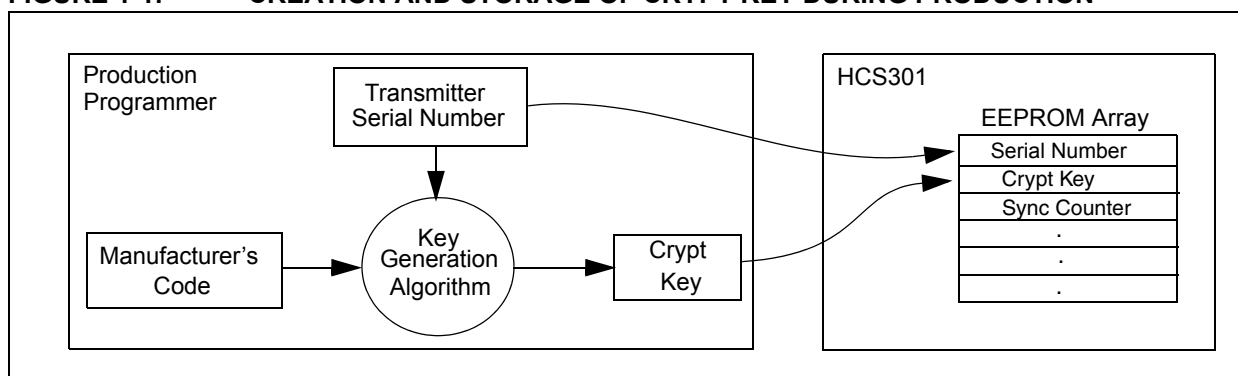 Production
Programmer
Transmitter
Serial Number
Manufacturer's
Code
Key
Generation
Algorithm
Crypt
Key
HCS301
EEPROM Array
Serial Number
Crypt Key
Sync Counter
.
.
.